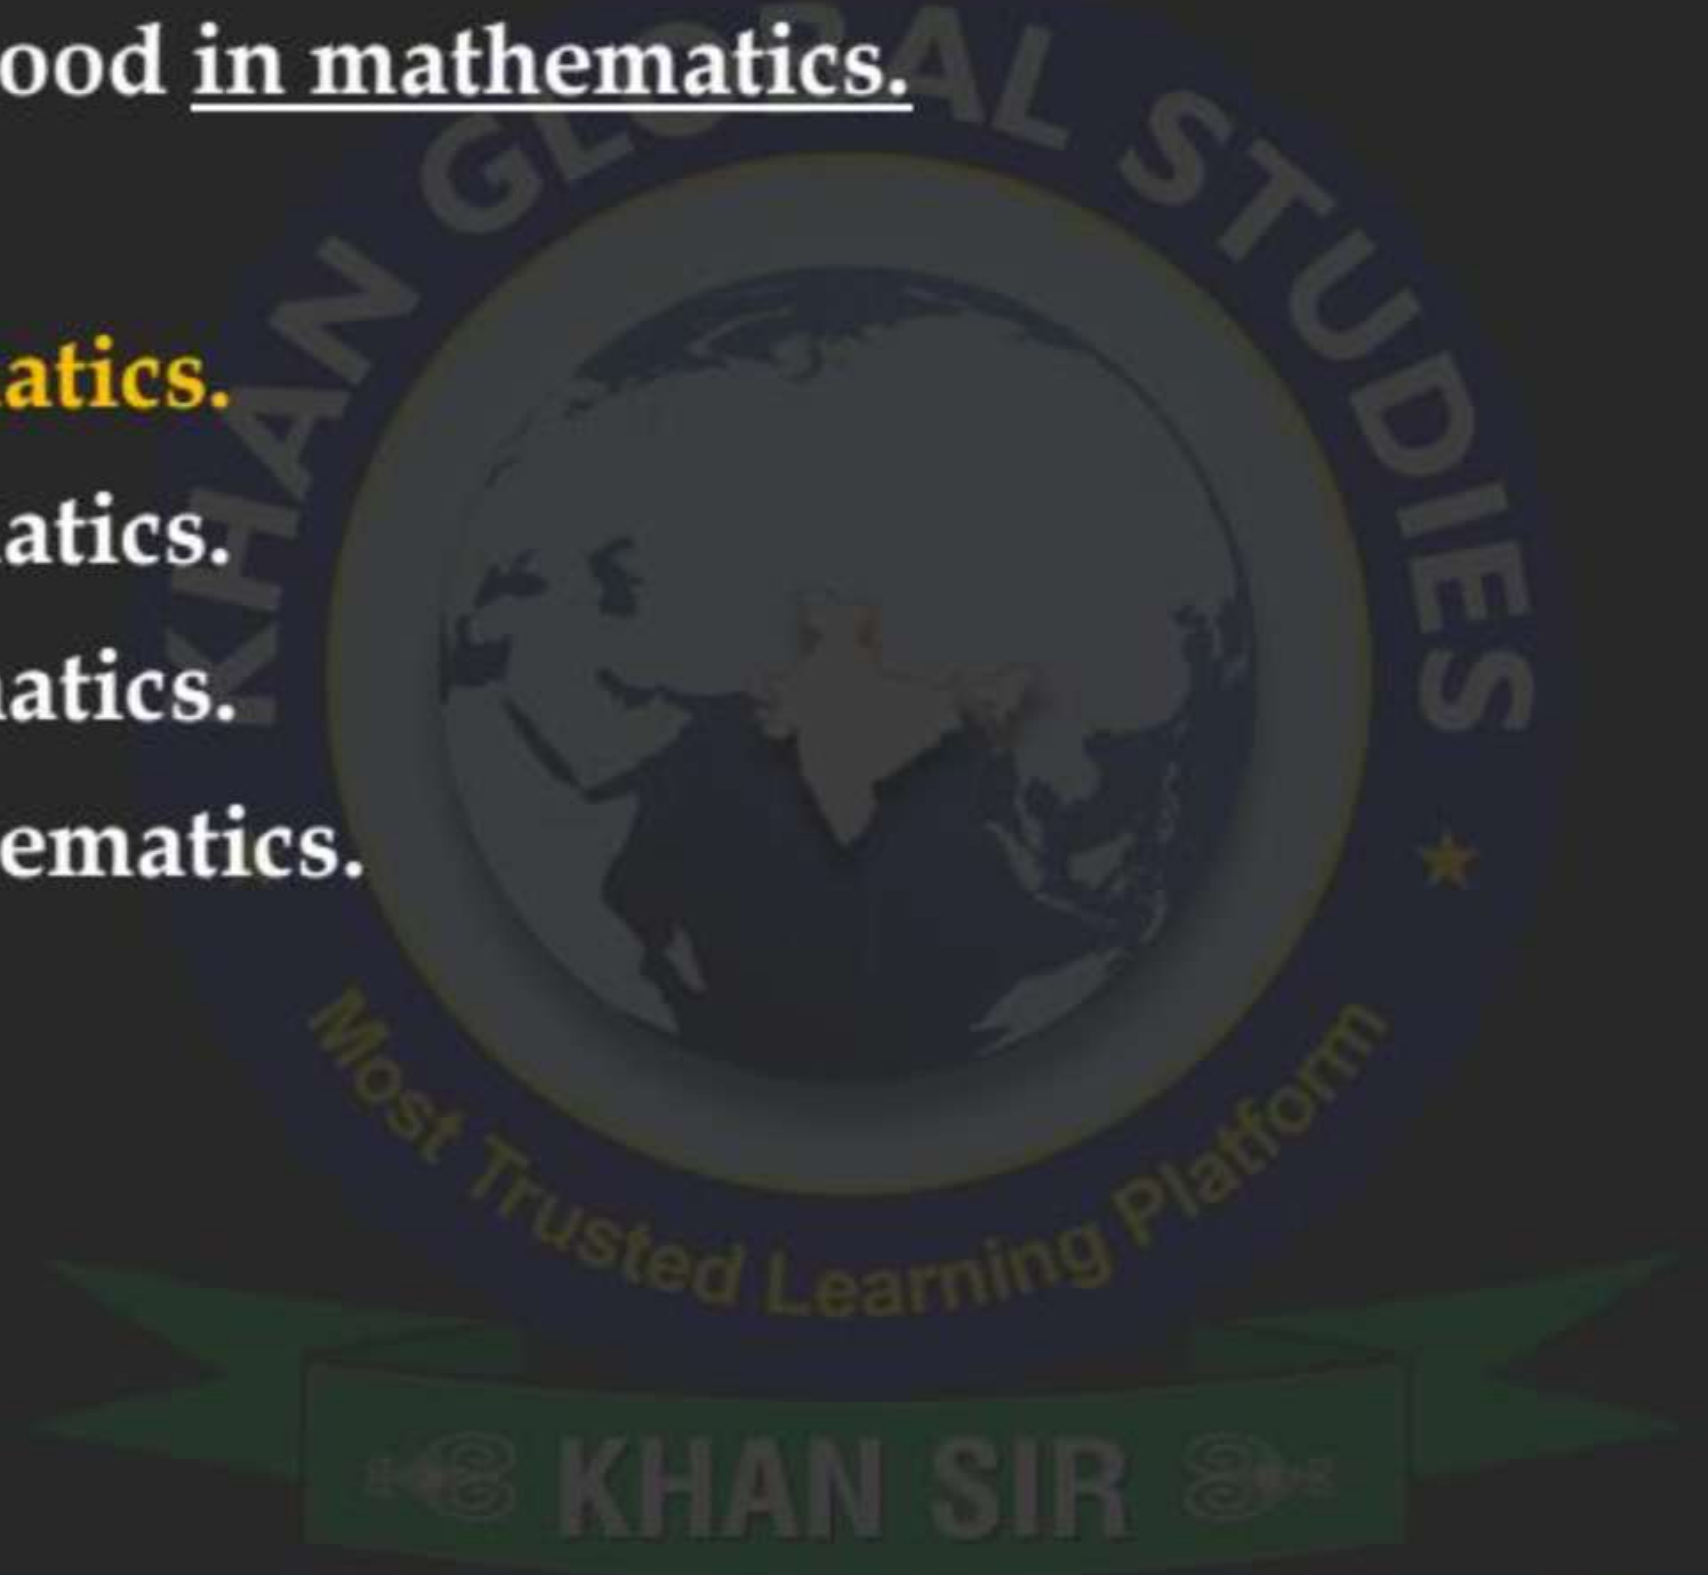 ood in mathematics.
atics.
atics.
atics.
ematics.
KHAN GLOBAL STUDIES
Most Trusted Learning Platform
KHAN SIR